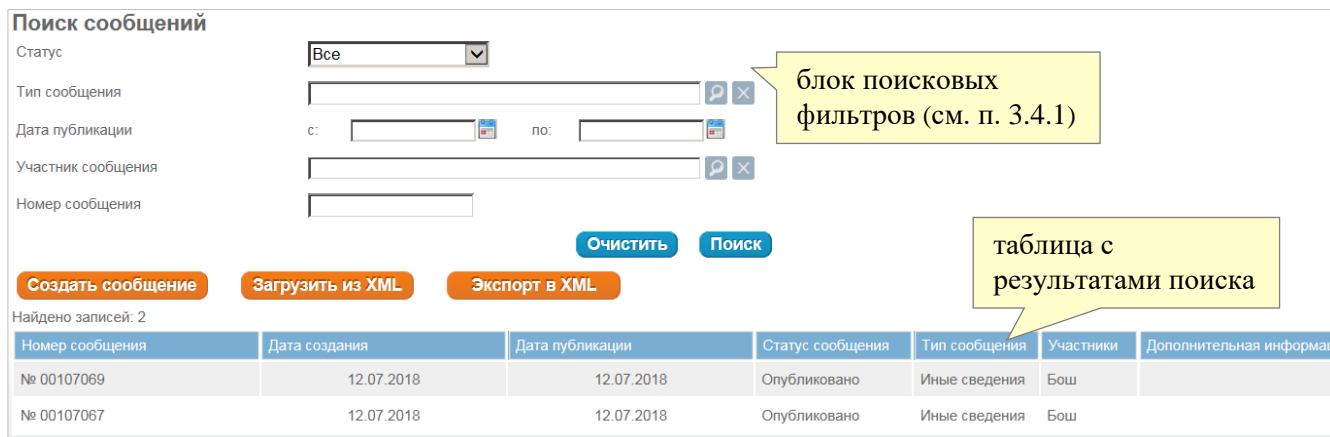 Поиск сообщений
Статус Все
Тип сообщения
Дата публикации с: по:
Участник сообщения
Номер сообщения
блок поисковых
фильтров (см. п. 3.4.1)
Очистить Поиск
таблица с
результатами поиска
Создать сообщение Загрузить из XML Экспорт в XML
Найдено записей: 2
Номер сообщения Дата создания Дата публикации Статус сообщения Тип сообщения Участники Дополнительная информац
№ 00107069 12.07.2018 12.07.2018 Опубликовано Иные сведения Бош
№ 00107067 12.07.2018 12.07.2018 Опубликовано Иные сведения Бош